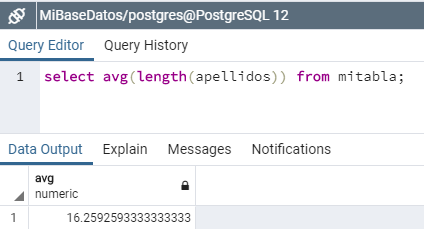 MiBaseDatos/postgres@PostgreSQL 12
Query Editor Query History
1 select avg(length(apellidos)) from mitabla;
Data Output Explain Messages Notifications
avg
numeric
1 16.2592593333333333